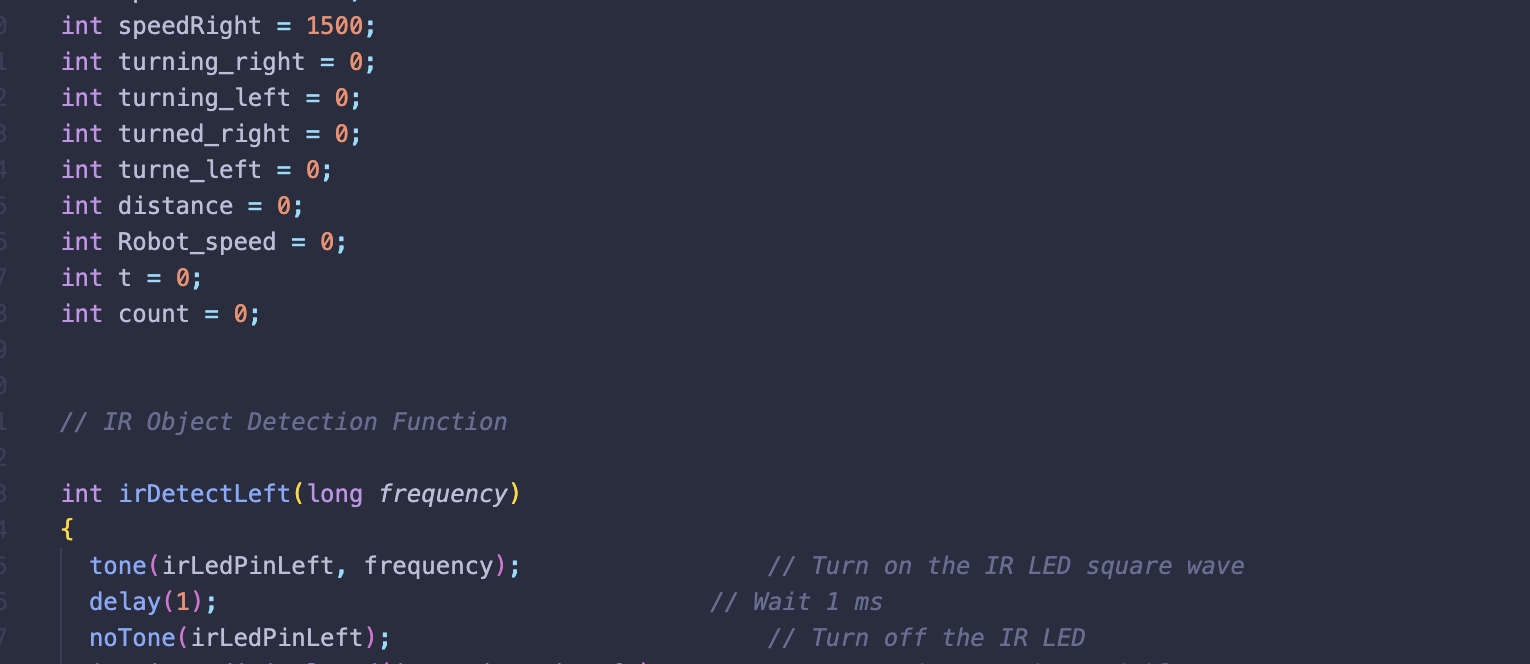 int speedRight = 1500;
int turning_right = 0;
int turning_left = 0;
int turned_right = 0;
int turne_left = 0;
int distance = 0;
int Robot_speed = 0;
int t = 0;
int count = 0;
// IR Object Detection Function
int irDetectLeft(long frequency)
{
tone(irLedPinLeft, frequency); // Turn on the IR LED square wave
delay(1); // Wait 1 ms
noTone(irLedPinLeft); // Turn off the IR LED